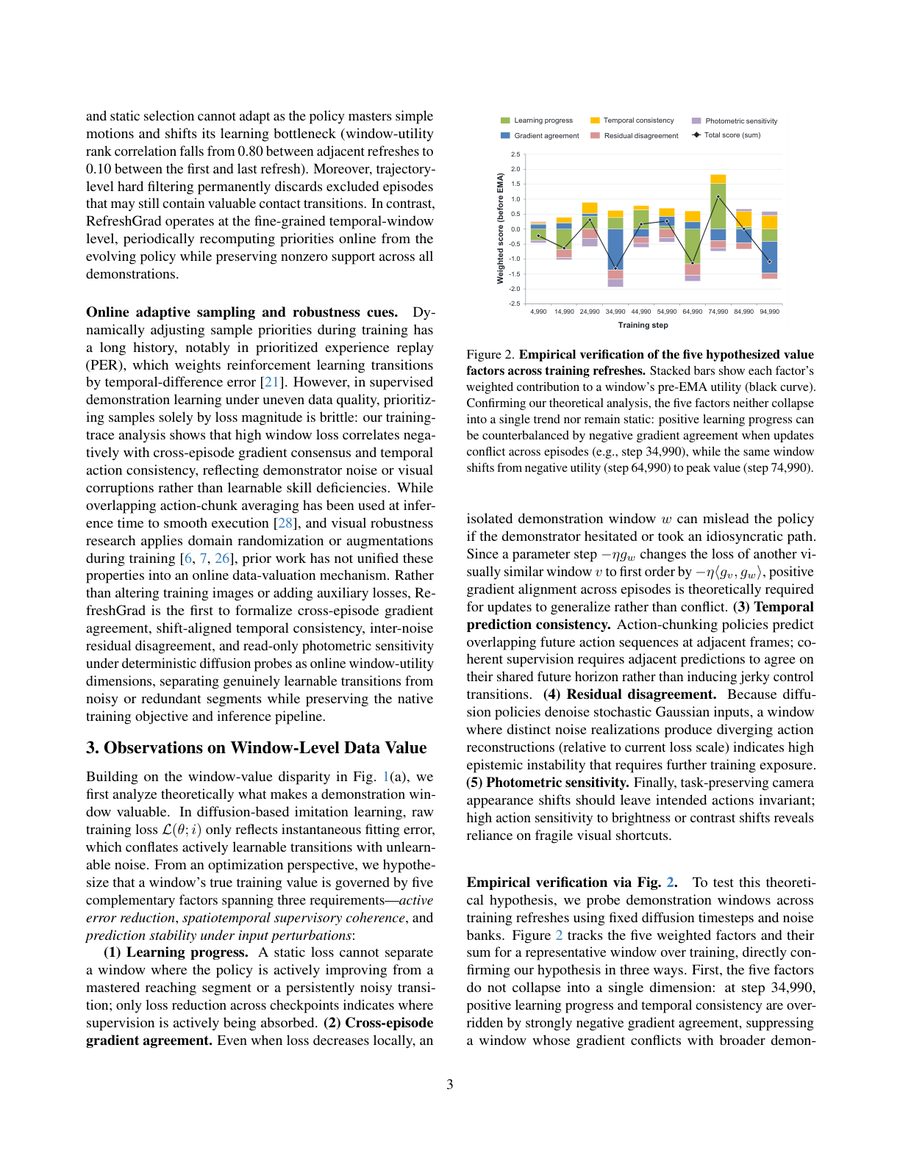 and static selection cannot adapt as the policy masters simple
motions and shifts its learning bottleneck (window-utility
rank correlation falls from 0.80 between adjacent refreshes to
0.10 between the first and last refresh). Moreover, trajectory-
level hard filtering permanently discards excluded episodes
that may still contain valuable contact transitions. In contrast,
RefreshGrad operates at the fine-grained temporal-window
level, periodically recomputing priorities online from the
evolving policy while preserving nonzero support across all
demonstrations.
Online adaptive sampling and robustness cues. Dy-
namically adjusting sample priorities during training has
a long history, notably in prioritized experience replay
(PER), which weights reinforcement learning transitions
by temporal-difference error [21]. However, in supervised
demonstration learning under uneven data quality, prioritiz-
ing samples solely by loss magnitude is brittle: our training-
trace analysis shows that high window loss correlates nega-
tively with cross-episode gradient consensus and temporal
action consistency, reflecting demonstrator noise or visual
corruptions rather than learnable skill deficiencies. While
overlapping action-chunk averaging has been used at infer-
ence time to smooth execution [28], and visual robustness
research applies domain randomization or augmentations
during training [6, 7, 26], prior work has not unified these
properties into an online data-valuation mechanism. Rather
than altering training images or adding auxiliary losses, Re-
freshGrad is the first to formalize cross-episode gradient
agreement, shift-aligned temporal consistency, inter-noise
residual disagreement, and read-only photometric sensitivity
under deterministic diffusion probes as online window-utility
dimensions, separating genuinely learnable transitions from
noisy or redundant segments while preserving the native
training objective and inference pipeline.
3. Observations on Window-Level Data Value
Building on the window-value disparity in Fig. 1(a), we
first analyze theoretically what makes a demonstration win-
dow valuable. In diffusion-based imitation learning, raw
training loss ℒ(θ; i) only reflects instantaneous fitting error,
which conflates actively learnable transitions with unlearn-
able noise. From an optimization perspective, we hypothe-
size that a window's true training value is governed by five
complementary factors spanning three requirements—active
error reduction, spatiotemporal supervisory coherence, and
prediction stability under input perturbations:
(1) Learning progress. A static loss cannot separate
a window where the policy is actively improving from a
mastered reaching segment or a persistently noisy transi-
tion; only loss reduction across checkpoints indicates where
supervision is actively being absorbed. (2) Cross-episode
gradient agreement. Even when loss decreases locally, an
Learning progress Temporal consistency Photometric sensitivity
Gradient agreement Residual disagreement Total score (sum)
Weighted score (before EMA)
2.5
2.0
1.5
1.0
0.5
0.0
-0.5
-1.0
-1.5
-2.0
-2.5
4,990 14,990 24,990 34,990 44,990 54,990 64,990 74,990 84,990 94,990
Training step
Figure 2. Empirical verification of the five hypothesized value
factors across training refreshes. Stacked bars show each factor's
weighted contribution to a window's pre-EMA utility (black curve).
Confirming our theoretical analysis, the five factors neither collapse
into a single trend nor remain static: positive learning progress can
be counterbalanced by negative gradient agreement when updates
conflict across episodes (e.g., step 34,990), while the same window
shifts from negative utility (step 64,990) to peak value (step 74,990).
isolated demonstration window w can mislead the policy
if the demonstrator hesitated or took an idiosyncratic path.
Since a parameter step −ηg_w changes the loss of another vi-
sually similar window v to first order by −η⟨g_v, g_w⟩, positive
gradient alignment across episodes is theoretically required
for updates to generalize rather than conflict. (3) Temporal
prediction consistency. Action-chunking policies predict
overlapping future action sequences at adjacent frames; co-
herent supervision requires adjacent predictions to agree on
their shared future horizon rather than inducing jerky control
transitions. (4) Residual disagreement. Because diffu-
sion policies denoise stochastic Gaussian inputs, a window
where distinct noise realizations produce diverging action
reconstructions (relative to current loss scale) indicates high
epistemic instability that requires further training exposure.
(5) Photometric sensitivity. Finally, task-preserving camera
appearance shifts should leave intended actions invariant;
high action sensitivity to brightness or contrast shifts reveals
reliance on fragile visual shortcuts.
Empirical verification via Fig. 2. To test this theoreti-
cal hypothesis, we probe demonstration windows across
training refreshes using fixed diffusion timesteps and noise
banks. Figure 2 tracks the five weighted factors and their
sum for a representative window over training, directly con-
firming our hypothesis in three ways. First, the five factors
do not collapse into a single dimension: at step 34,990,
positive learning progress and temporal consistency are over-
ridden by strongly negative gradient agreement, suppressing
a window whose gradient conflicts with broader demon-
3